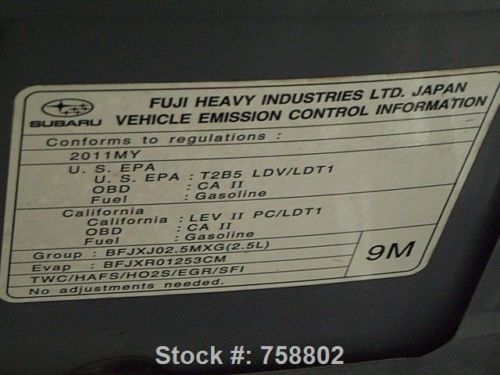 SUBARU
FUJI HEAVY INDUSTRIES LTD. JAPAN
VEHICLE EMISSION CONTROL INFORMATION
Conforms to regulations :
2011MY
U. S. EPA
U. S. EPA : T2B5 LDV/LDT1
OBD : CA II
Fuel : Gasoline
California
California : LEV II PC/LDT1
OBD : CA II
Fuel : Gasoline
Group : BFJXJ02.5MXG(2.5L)
Evap : BFJXR01253CM
TWC/HAFS/HO2S/EGR/SFI
No adjustments needed.
9M
Stock #: 758802